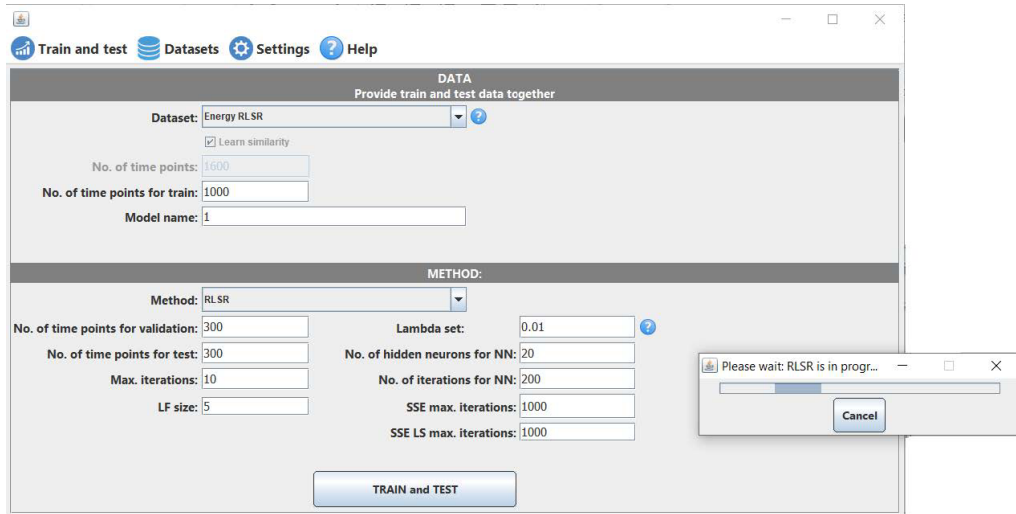 Train and test Datasets Settings ? Help
DATA
Provide train and test data together
Dataset: Energy RLSR ?
Learn similarity
No. of time points: 1600
No. of time points for train: 1000
Model name: 1
METHOD:
Method: RLSR
No. of time points for validation: 300 Lambda set: 0.01 ?
No. of time points for test: 300 No. of hidden neurons for NN: 20
Max. iterations: 10 No. of iterations for NN: 200
LF size: 5 SSE max. iterations: 1000
SSE LS max. iterations: 1000
TRAIN and TEST
Please wait: RLSR is in progr...
Cancel